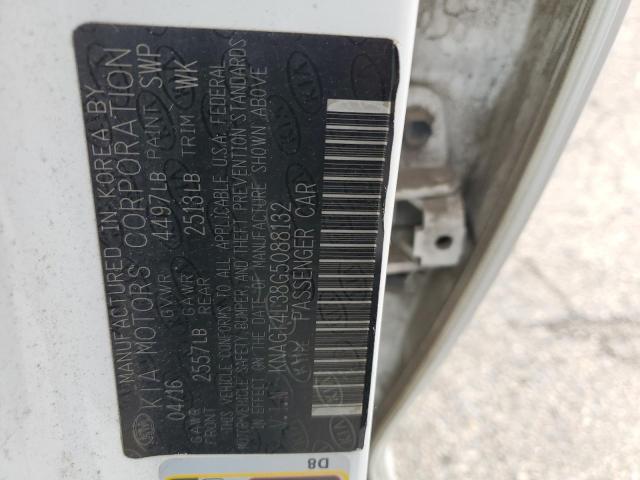 MANUFACTURED IN KOREA BY
KIA MOTORS CORPORATION
04/16 GVWR 4497LB PAINT SWP
GAWR FRONT 2557LB GAWR REAR 2513LB TRIM WK
THIS VEHICLE CONFORMS TO ALL APPLICABLE U.S.A. FEDERAL
MOTOR VEHICLE SAFETY, BUMPER, AND THEFT PREVENTION STANDARDS
IN EFFECT ON THE DATE OF MANUFACTURE SHOWN ABOVE
V.I.N: PASSENGER CAR
D8